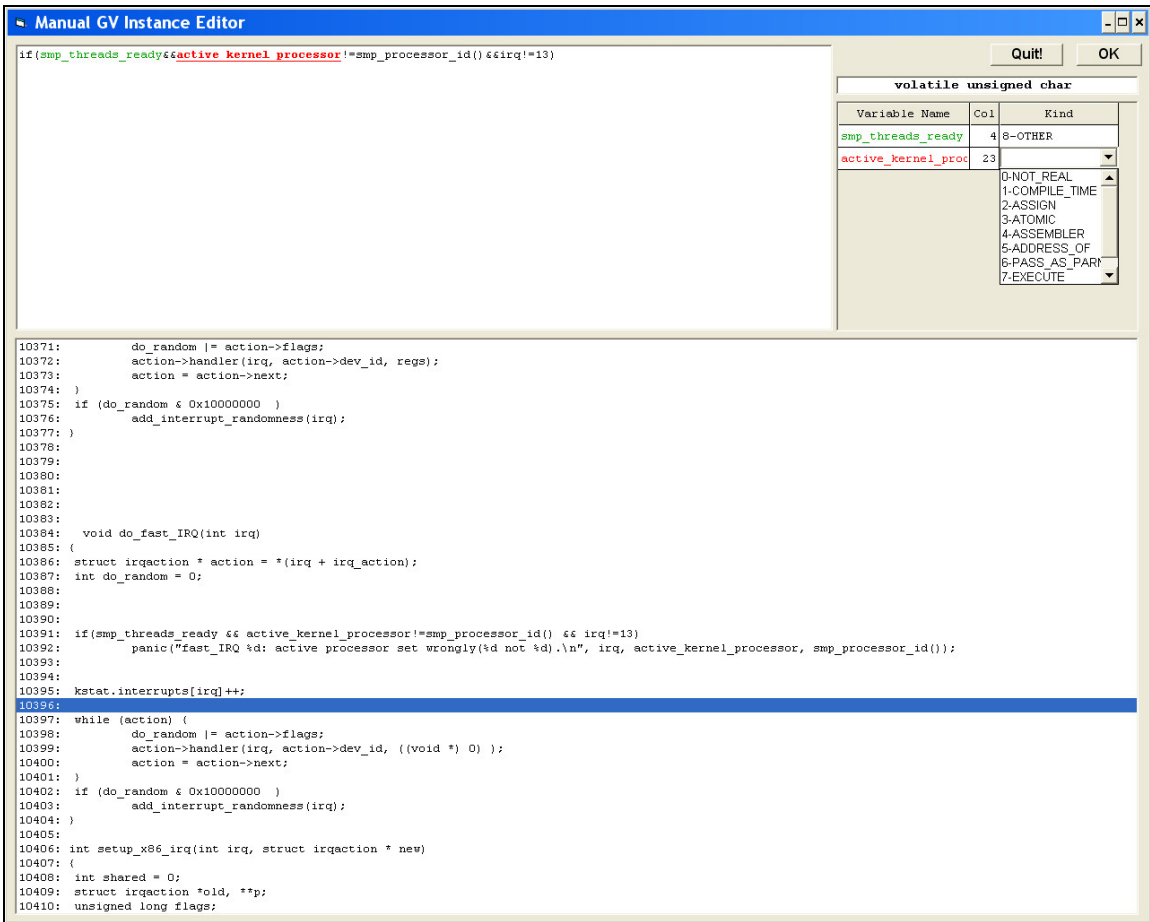 Manual GV Instance Editor
if(smp_threads_ready&&active_kernel_processor!=smp_processor_id()&&irq!=13)
Quit! OK
volatile unsigned char
Variable Name Col Kind
smp_threads_ready 4 8-OTHER
active_kernel_proc 23
0-NOT_REAL
1-COMPILE_TIME
2-ASSIGN
3-ATOMIC
4-ASSEMBLER
5-ADDRESS_OF
6-PASS_AS_PARM
7-EXECUTE
10371: do_random |= action->flags;
10372: action->handler(irq, action->dev_id, regs);
10373: action = action->next;
10374: }
10375: if (do_random & 0x10000000 )
10376: add_interrupt_randomness(irq);
10377: }
10378:
10379:
10380:
10381:
10382:
10383:
10384: void do_fast_IRQ(int irq)
10385: {
10386: struct irqaction * action = *(irq + irq_action);
10387: int do_random = 0;
10388:
10389:
10390:
10391: if(smp_threads_ready && active_kernel_processor!=smp_processor_id() && irq!=13)
10392: panic("fast_IRQ %d: active processor set wrongly(%d not %d).\n", irq, active_kernel_processor, smp_processor_id());
10393:
10394:
10395: kstat.interrupts[irq]++;
10396:
10397: while (action) {
10398: do_random |= action->flags;
10399: action->handler(irq, action->dev_id, ((void *) 0) );
10400: action = action->next;
10401: }
10402: if (do_random & 0x10000000 )
10403: add_interrupt_randomness(irq);
10404: }
10405:
10406: int setup_x86_irq(int irq, struct irqaction * new)
10407: {
10408: int shared = 0;
10409: struct irqaction *old, **p;
10410: unsigned long flags;